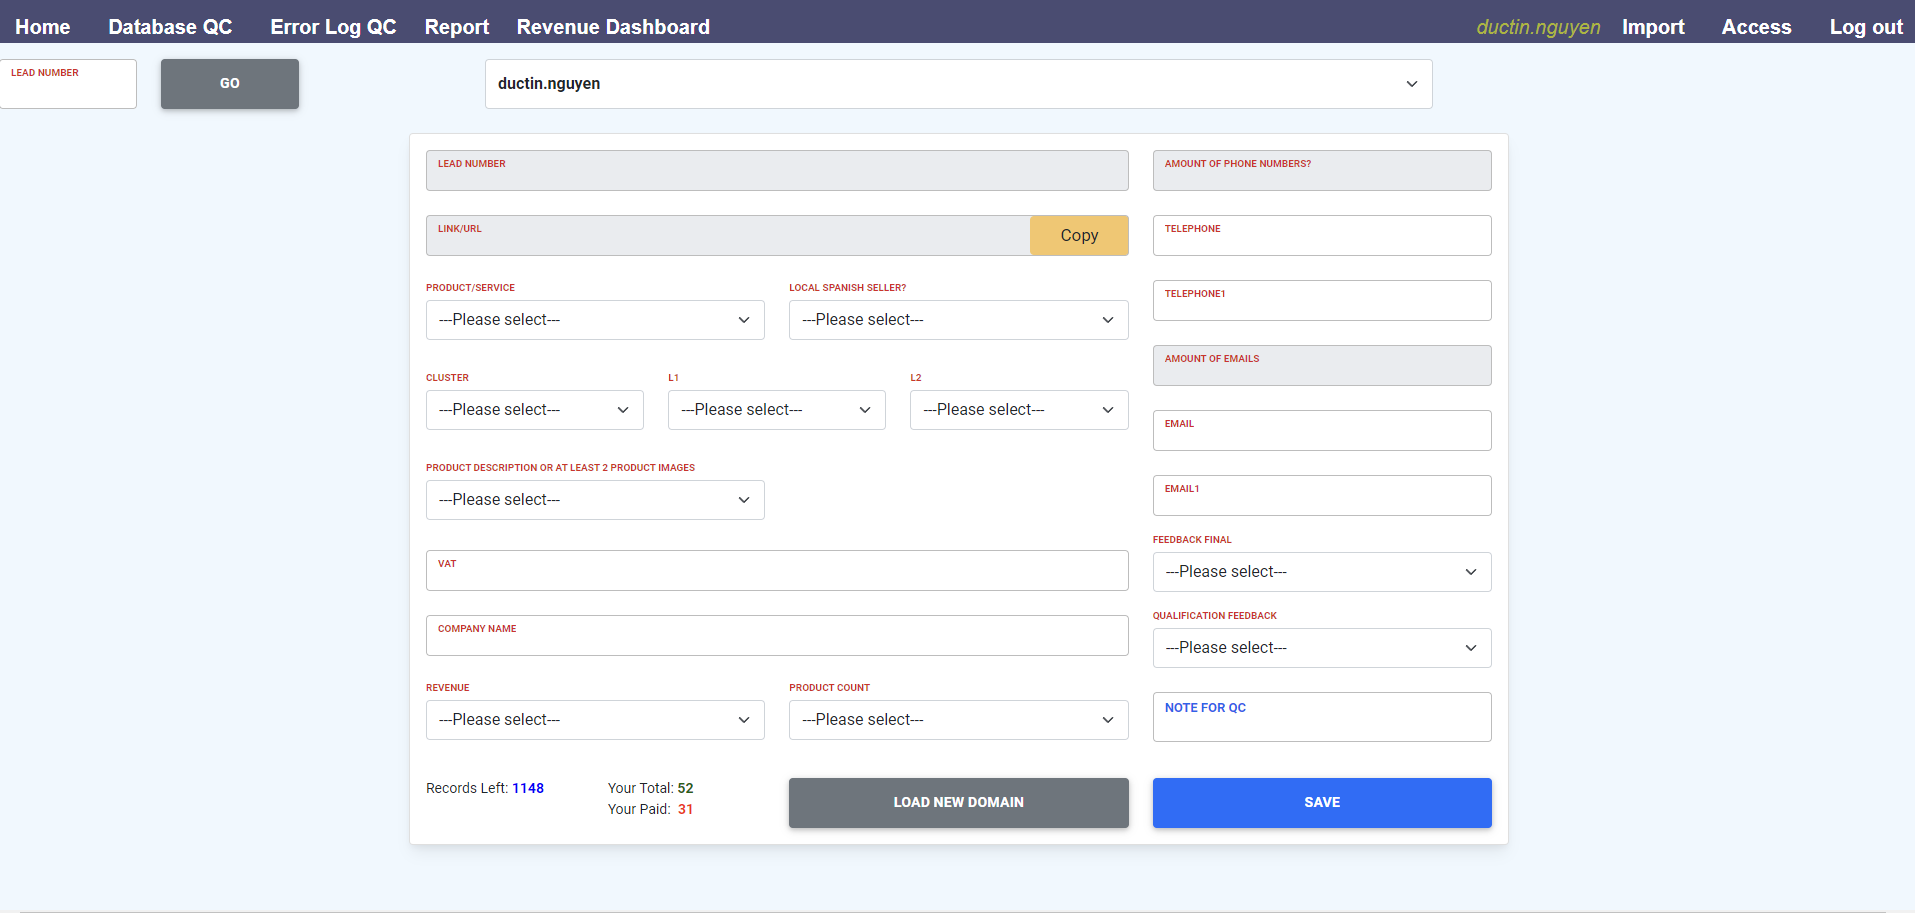 Home Database QC Error Log QC Report Revenue Dashboard ductin.nguyen Import Access Log out
LEAD NUMBER
GO
ductin.nguyen
LEAD NUMBER
LINK/URL
Copy
PRODUCT/SERVICE
---Please select---
LOCAL SPANISH SELLER?
---Please select---
CLUSTER
---Please select---
L1
---Please select---
L2
---Please select---
PRODUCT DESCRIPTION OR AT LEAST 2 PRODUCT IMAGES
---Please select---
VAT
COMPANY NAME
REVENUE
---Please select---
PRODUCT COUNT
---Please select---
AMOUNT OF PHONE NUMBERS?
TELEPHONE
TELEPHONE1
AMOUNT OF EMAILS
EMAIL
EMAIL1
FEEDBACK FINAL
---Please select---
QUALIFICATION FEEDBACK
---Please select---
NOTE FOR QC
Records Left: 1148
Your Total: 52
Your Paid: 31
LOAD NEW DOMAIN
SAVE